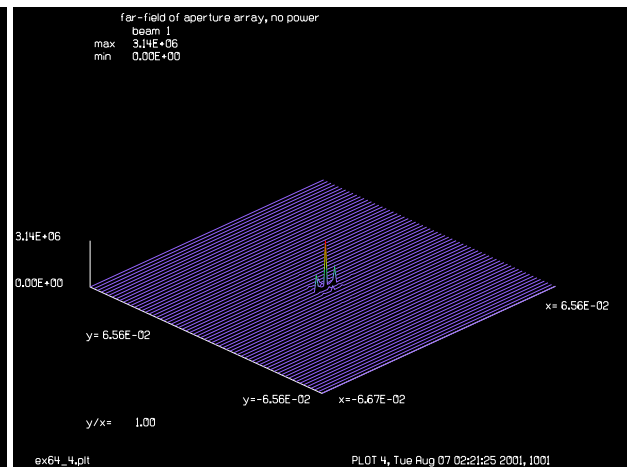 far-field of aperture array, no power
beam 1
max 3.14E+06
min 0.00E+00
3.14E+06
0.00E+00
x= 6.56E-02
y= 6.56E-02
y=-6.56E-02 x=-6.67E-02
y/x= 1.00
ex64_4.plt PLOT 4, Tue Aug 07 02:21:25 2001, 1001